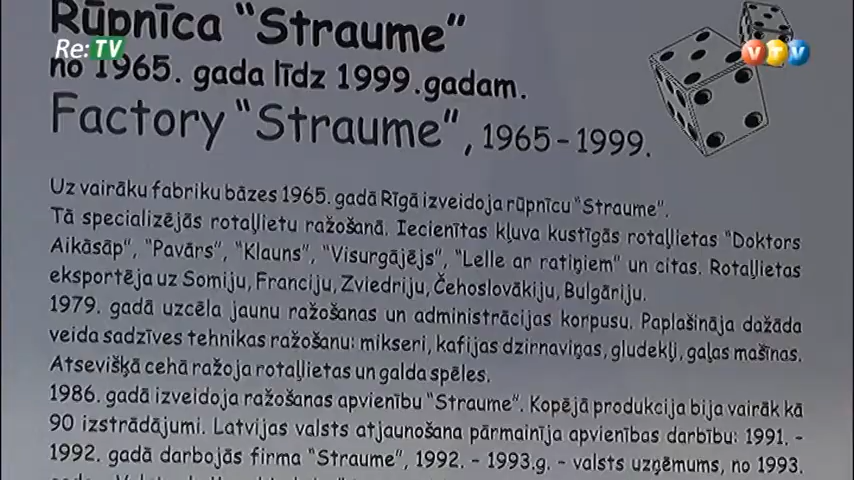 Rūpnīca "Straume"
Re:TV
VTV
no 1965. gada līdz 1999.gadam.
Factory "Straume", 1965-1999.
Uz vairāku fabriku bāzes 1965. gadā Rīgā izveidoja rūpnīcu "Straume".
Tā specializējās rotaļlietu ražošanā. Iecienītas kļuva kustīgās rotaļlietas "Doktors
Aikāsāp", "Pavārs", "Klauns", "Visurgājējs", "Lelle ar ratiņiem" un citas. Rotaļlietas
eksportēja uz Somiju, Franciju, Zviedriju, Čehoslovākiju, Bulgāriju.
1979. gadā uzcēla jaunu ražošanas un administrācijas korpusu. Paplašināja dažāda
veida sadzīves tehnikas ražošanu: mikseri, kafijas dzirnaviņas, gludekļi, gaļas mašīnas.
Atsevišķā cehā ražoja rotaļlietas un galda spēles.
1986. gadā izveidoja ražošanas apvienību "Straume". Kopējā produkcija bija vairāk kā
90 izstrādājumi. Latvijas valsts atjaunošana pārmainīja apvienības darbību: 1991. -
1992. gadā darbojās firma "Straume", 1992. - 1993.g. - valsts uzņēmums, no 1993.